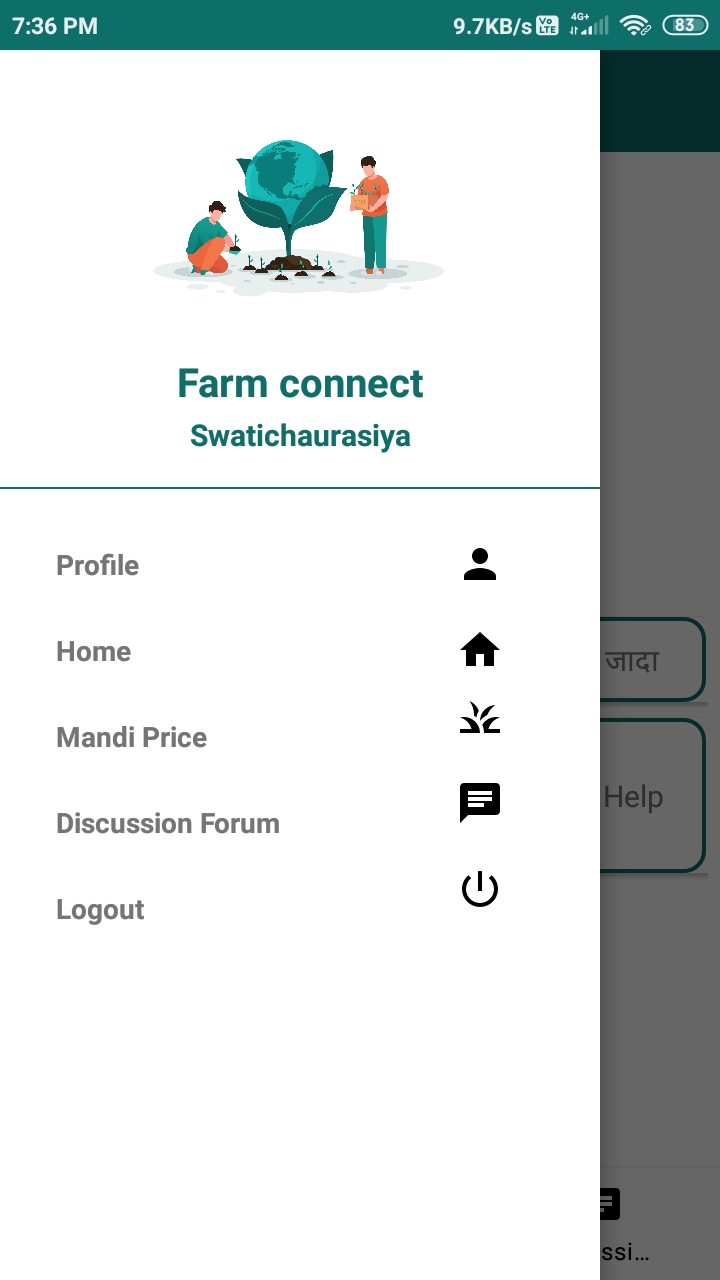 7:36 PM 9.7KB/s Vo LTE 4G+ 83
Farm connect
Swatichaurasiya
Profile
Home
Mandi Price
Discussion Forum
Logout
जादा
Help
ssi...